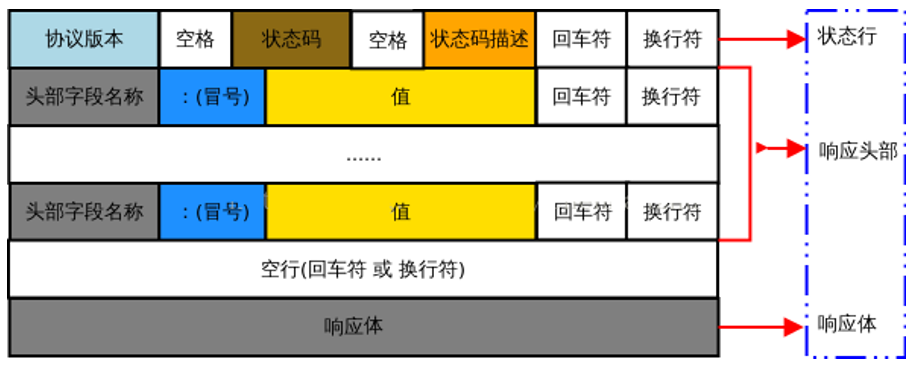 协议版本 空格 状态码 空格 状态码描述 回车符 换行符 状态行
头部字段名称 :(冒号) 值 回车符 换行符
...... 响应头部
头部字段名称 :(冒号) 值 回车符 换行符
空行(回车符 或 换行符)
响应体 响应体